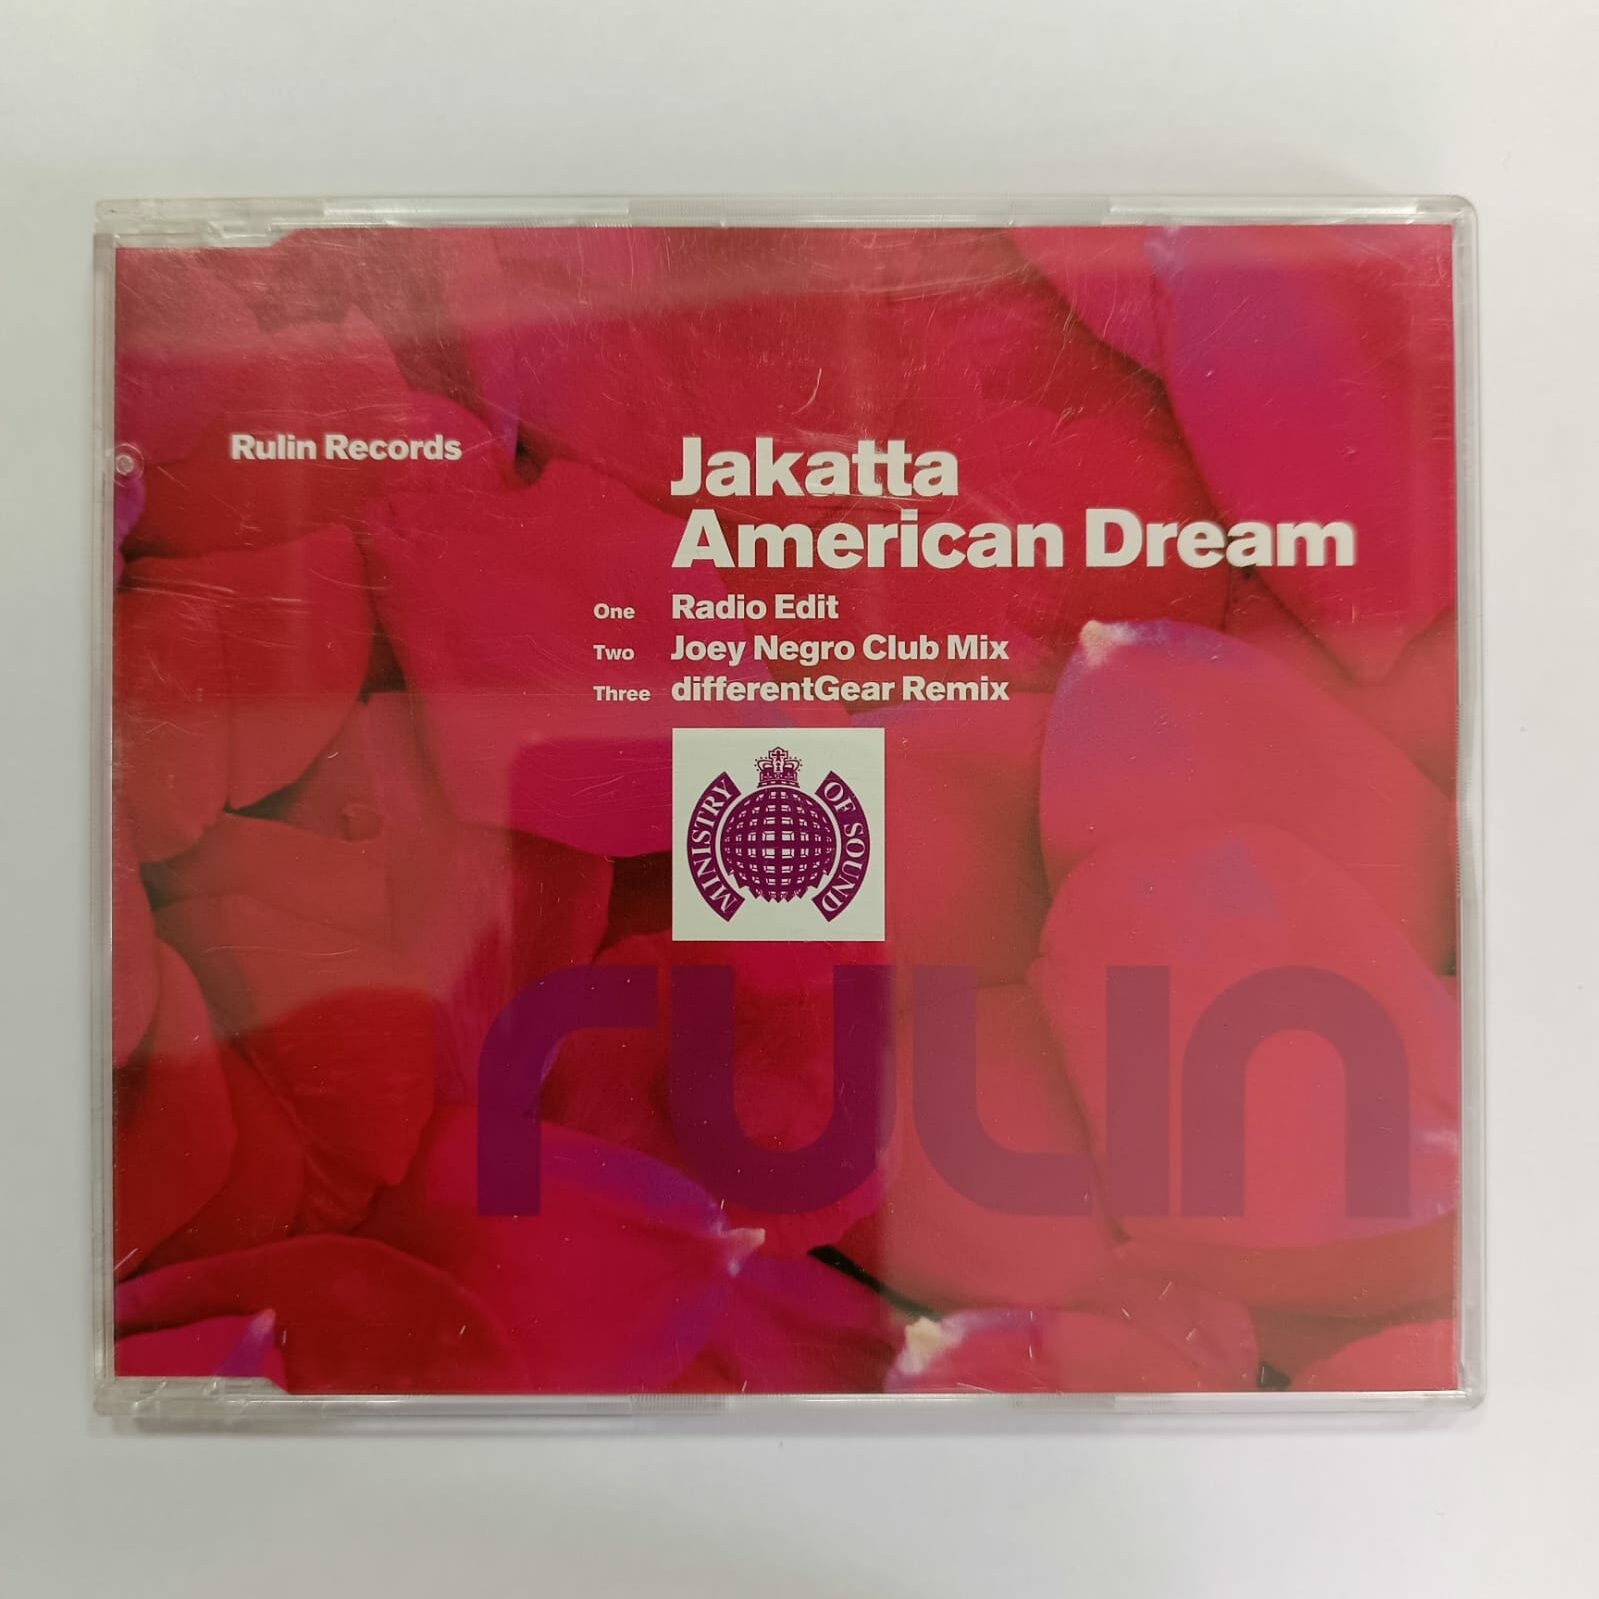 Rulin Records
Jakatta
American Dream
One Radio Edit
Two Joey Negro Club Mix
Three differentGear Remix
MINISTRY OF SOUND
rulin